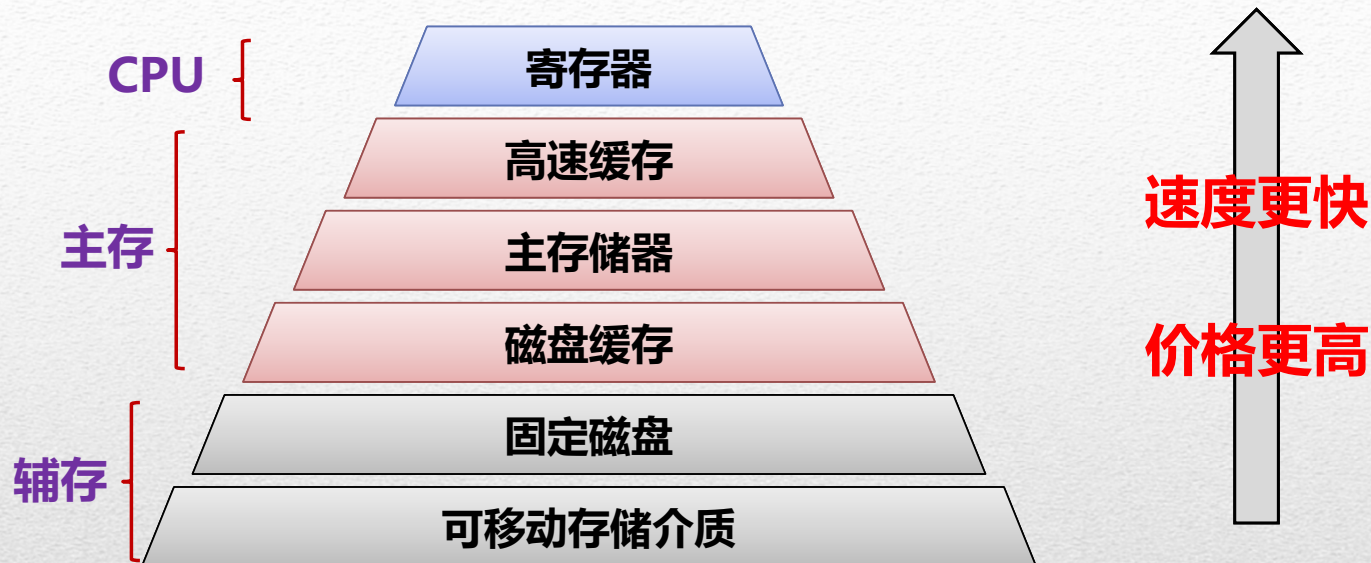 CPU
寄存器
高速缓存
主存
主存储器
磁盘缓存
辅存
固定磁盘
可移动存储介质
速度更快
价格更高